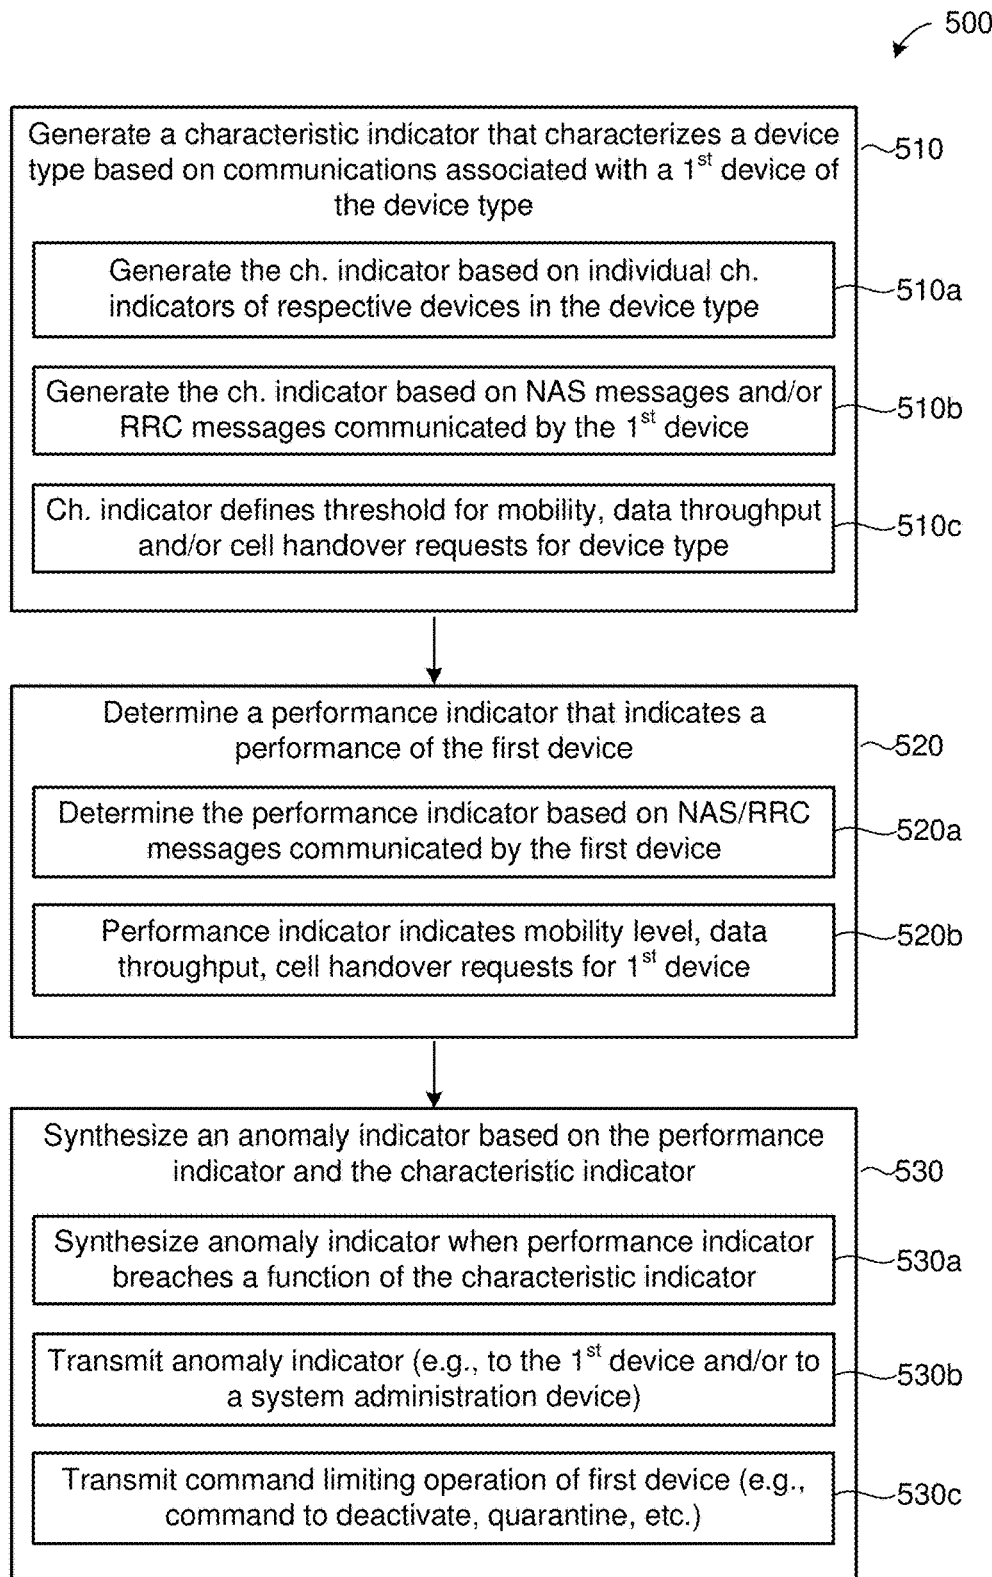 500
Generate a characteristic indicator that characterizes a device
type based on communications associated with a 1st device of
the device type
510
Generate the ch. indicator based on individual ch.
indicators of respective devices in the device type
510a
Generate the ch. indicator based on NAS messages and/or
RRC messages communicated by the 1st device
510b
Ch. indicator defines threshold for mobility, data throughput
and/or cell handover requests for device type
510c
Determine a performance indicator that indicates a
performance of the first device
520
Determine the performance indicator based on NAS/RRC
messages communicated by the first device
520a
Performance indicator indicates mobility level, data
throughput, cell handover requests for 1st device
520b
Synthesize an anomaly indicator based on the performance
indicator and the characteristic indicator
530
Synthesize anomaly indicator when performance indicator
breaches a function of the characteristic indicator
530a
Transmit anomaly indicator (e.g., to the 1st device and/or to
a system administration device)
530b
Transmit command limiting operation of first device (e.g.,
command to deactivate, quarantine, etc.)
530c